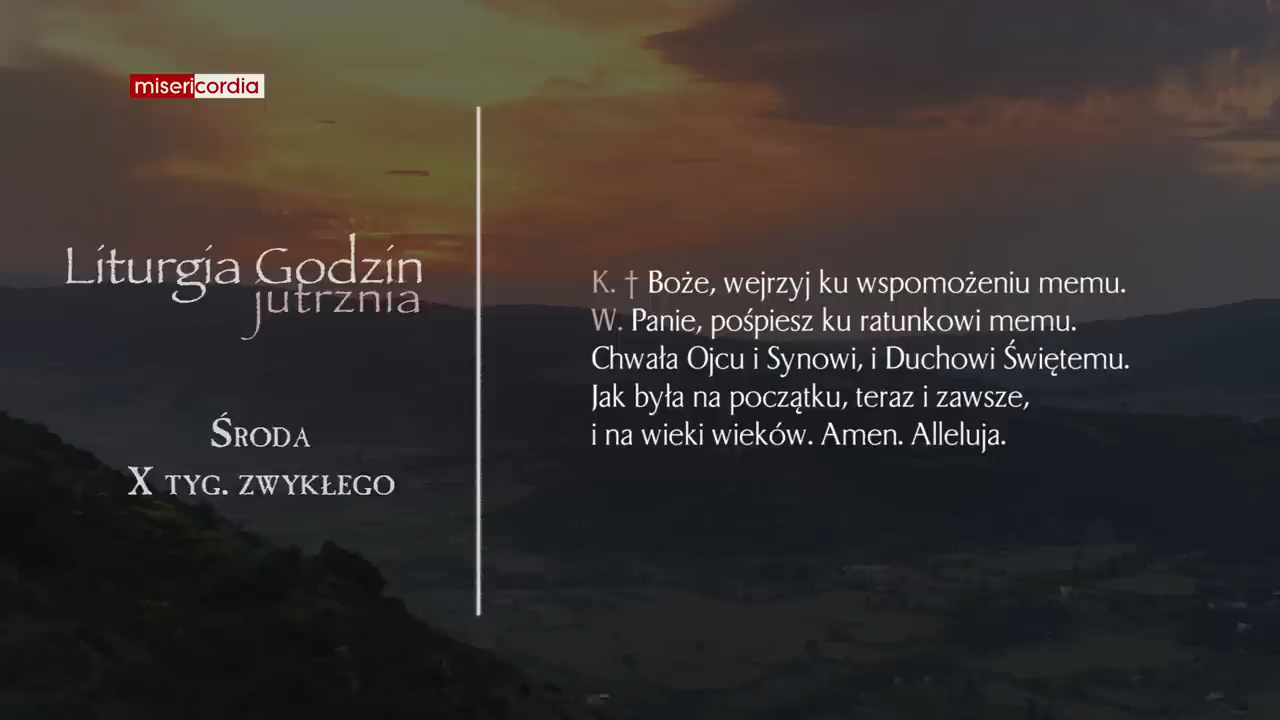 misericordia
Liturgia Godzin
jutrznia
Środa
X tyg. zwykłego
K. † Boże, wejrzyj ku wspomożeniu memu.
W. Panie, pośpiesz ku ratunkowi memu.
Chwała Ojcu i Synowi, i Duchowi Świętemu.
Jak była na początku, teraz i zawsze,
i na wieki wieków. Amen. Alleluja.